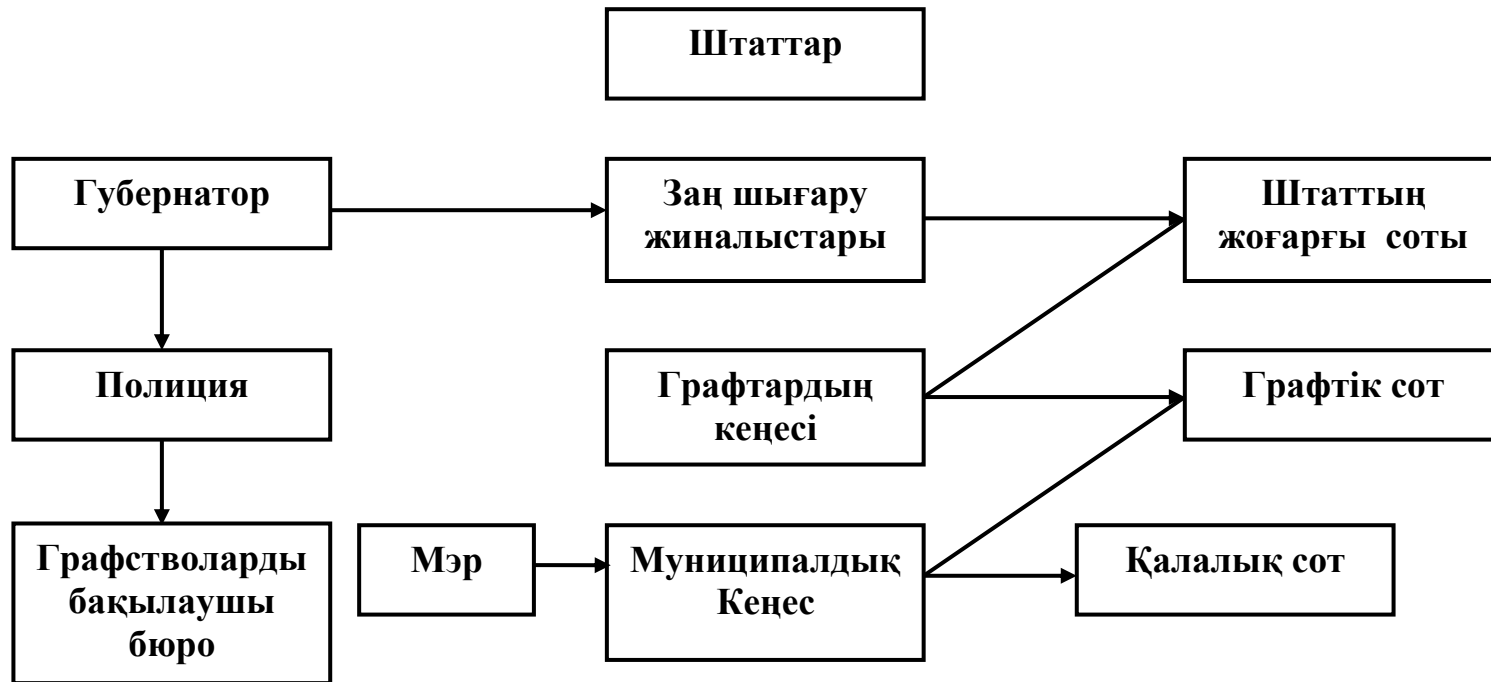 Штаттар
Губернатор
Заң шығару
жиналыстары
Штаттың
жоғарғы соты
Полиция
Графтардың
кеңесі
Графтік сот
Графстволарды
бақылаушы
бюро
Мэр
Муниципалдық
Кеңес
Қалалық сот